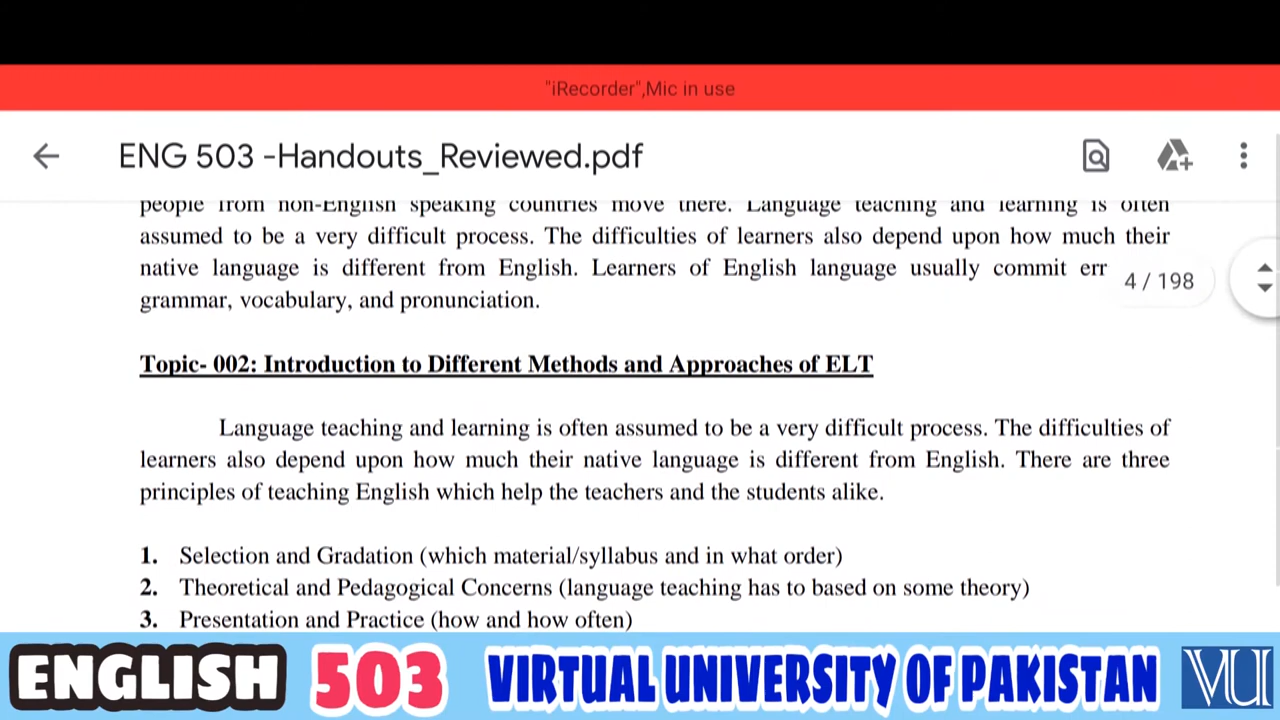 "iRecorder",Mic in use
ENG 503 -Handouts_Reviewed.pdf
people from non-English speaking countries move there. Language teaching and learning is often
assumed to be a very difficult process. The difficulties of learners also depend upon how much their
native language is different from English. Learners of English language usually commit err
4 / 198
grammar, vocabulary, and pronunciation.
Topic- 002: Introduction to Different Methods and Approaches of ELT
Language teaching and learning is often assumed to be a very difficult process. The difficulties of
learners also depend upon how much their native language is different from English. There are three
principles of teaching English which help the teachers and the students alike.
1. Selection and Gradation (which material/syllabus and in what order)
2. Theoretical and Pedagogical Concerns (language teaching has to based on some theory)
3. Presentation and Practice (how and how often)
ENGLISH 503 VIRTUAL UNIVERSITY OF PAKISTAN VU